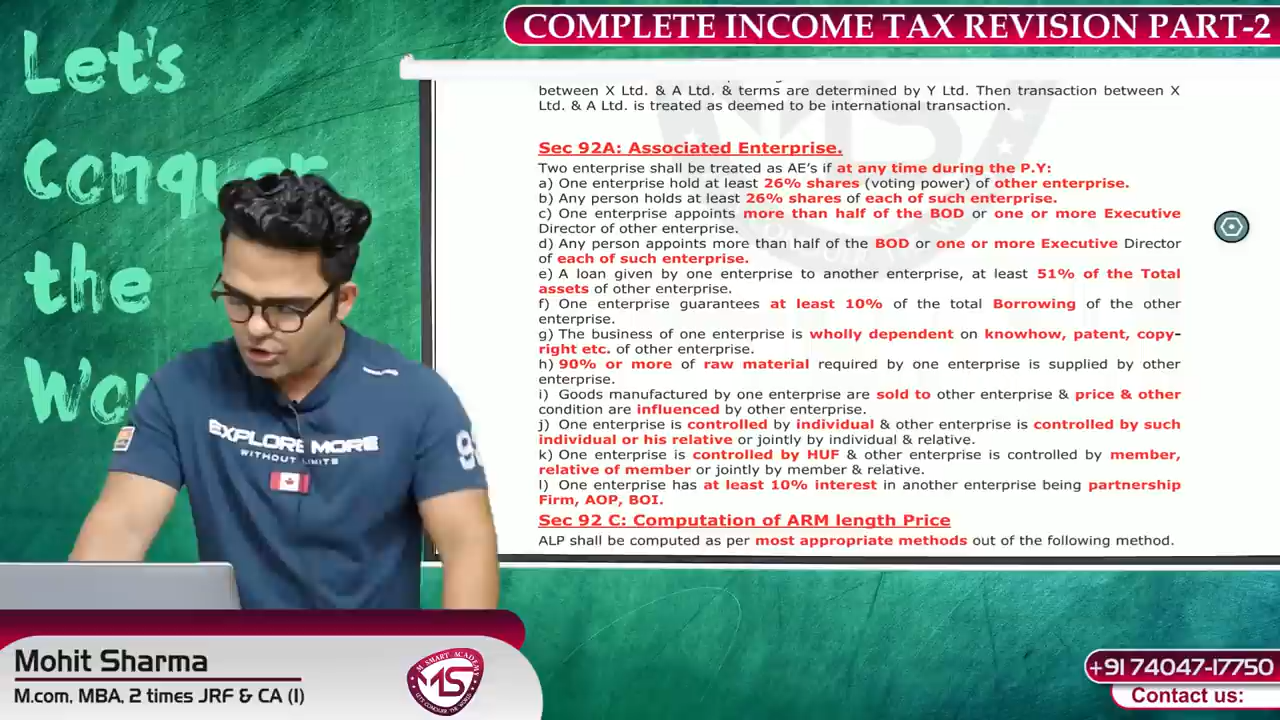 COMPLETE INCOME TAX REVISION PART-2
Let's
Conquer
the
between X Ltd. & A Ltd. & terms are determined by Y Ltd. Then transaction between X
Ltd. & A Ltd. is treated as deemed to be international transaction.
Sec 92A: Associated Enterprise.
Two enterprise shall be treated as AE's if at any time during the P.Y:
a) One enterprise hold at least 26% shares (voting power) of other enterprise.
b) Any person holds at least 26% shares of each of such enterprise.
c) One enterprise appoints more than half of the BOD or one or more Executive
Director of other enterprise.
d) Any person appoints more than half of the BOD or one or more Executive Director
of each of such enterprise.
e) A loan given by one enterprise to another enterprise, at least 51% of the Total
assets of other enterprise.
f) One enterprise guarantees at least 10% of the total Borrowing of the other
enterprise.
g) The business of one enterprise is wholly dependent on knowhow, patent, copy-
right etc. of other enterprise.
h) 90% or more of raw material required by one enterprise is supplied by other
enterprise.
i) Goods manufactured by one enterprise are sold to other enterprise & price & other
condition are influenced by other enterprise.
j) One enterprise is controlled by individual & other enterprise is controlled by such
individual or his relative or jointly by individual & relative.
k) One enterprise is controlled by HUF & other enterprise is controlled by member,
relative of member or jointly by member & relative.
l) One enterprise has at least 10% interest in another enterprise being partnership
Firm, AOP, BOI.
Sec 92 C: Computation of ARM length Price
ALP shall be computed as per most appropriate methods out of the following method.
EXPLORE MORE
WITHOUT LIMITS
Mohit Sharma
M.com, MBA, 2 times JRF & CA (I)
M SMART ACADEMY
MS
LET'S CONQUER THE WORLD
+91 74047-17750
Contact us: